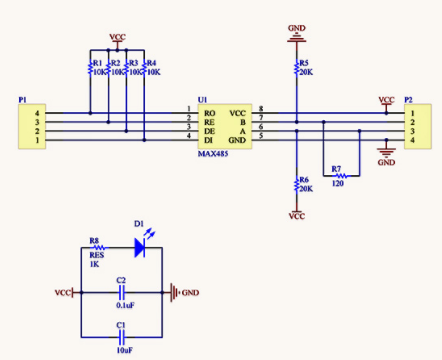 GND
VCC
R1 R2 R3 R4
10K 10K 10K 10K
R5
20K
P1
4
3
2
1
U1
1 RO VCC 8
2 RE B 7
3 DE A 6
4 DI GND 5
MAX485
VCC
P2
1
2
3
4
GND
R7
120
R6
20K
VCC
D1
R8
RES
1K
VCC
C2
0.1uF
GND
C1
10uF